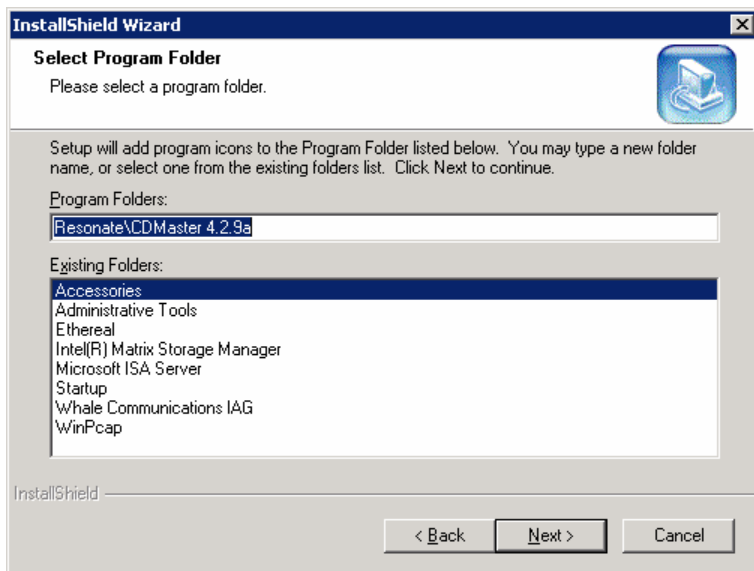 InstallShield Wizard
Select Program Folder
Please select a program folder.
Setup will add program icons to the Program Folder listed below. You may type a new folder
name, or select one from the existing folders list. Click Next to continue.
Program Folders:
Resonate\CDMaster 4.2.9a
Existing Folders:
Accessories
Administrative Tools
Ethereal
Intel(R) Matrix Storage Manager
Microsoft ISA Server
Startup
Whale Communications IAG
WinPcap
InstallShield
< Back
Next >
Cancel